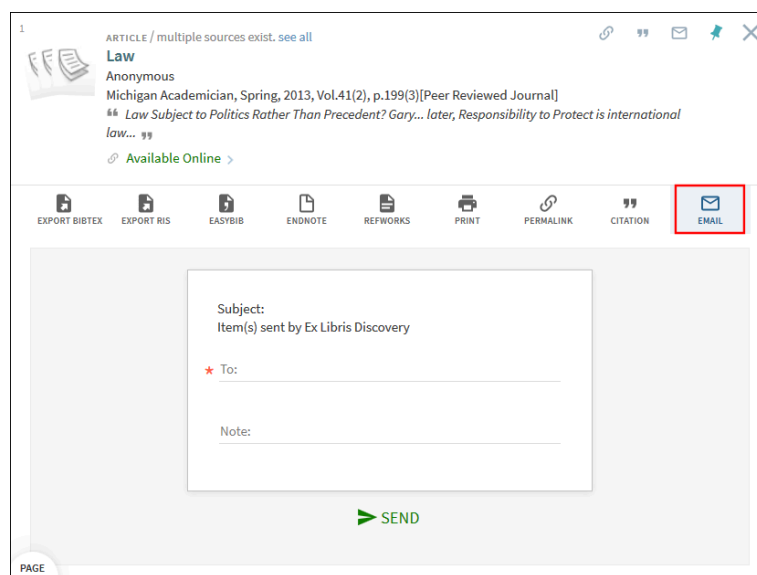 1
ARTICLE / multiple sources exist. see all
Law
Anonymous
Michigan Academician, Spring, 2013, Vol.41(2), p.199(3)[Peer Reviewed Journal]
❝ Law Subject to Politics Rather Than Precedent? Gary... later, Responsibility to Protect is international
law... ❞
Available Online >
EXPORT BIBTEX EXPORT RIS EASYBIB ENDNOTE REFWORKS PRINT PERMALINK CITATION EMAIL
Subject:
Item(s) sent by Ex Libris Discovery
* To:
Note:
SEND
PAGE